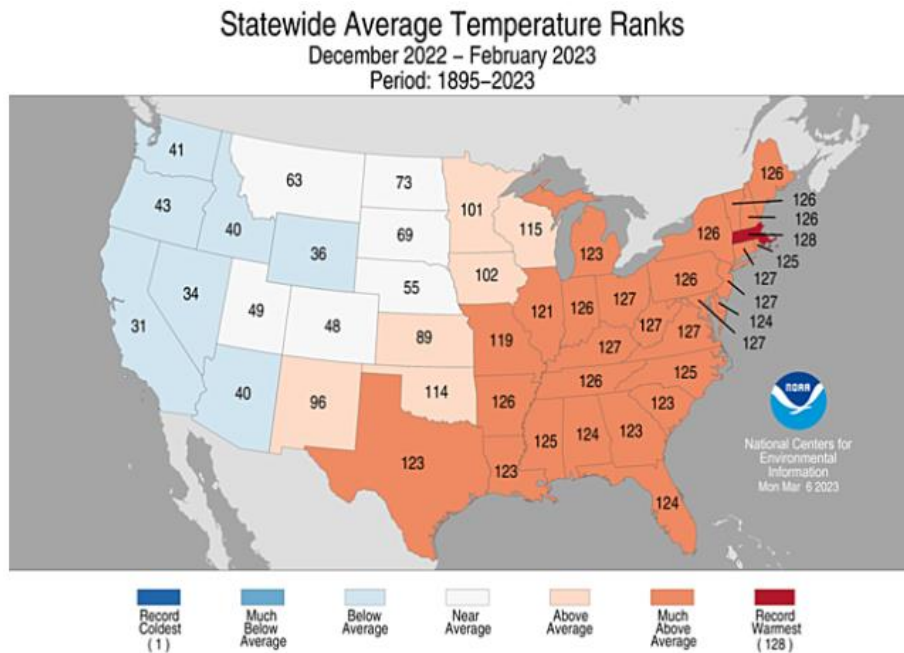 Statewide Average Temperature Ranks
December 2022 – February 2023
Period: 1895–2023
41
63
73
101
126
43
40
36
69
115
123
126
126
126
128
125
34
49
48
55
102
121
126
127
126
127
127
124
127
31
89
119
127
127
127
40
96
114
126
126
125
123
123
123
125
124
123
124
NOAA
National Centers for
Environmental
Information
Mon Mar 6 2023
Record
Coldest
(1)
Much
Below
Average
Below
Average
Near
Average
Above
Average
Much
Above
Average
Record
Warmest
(128)